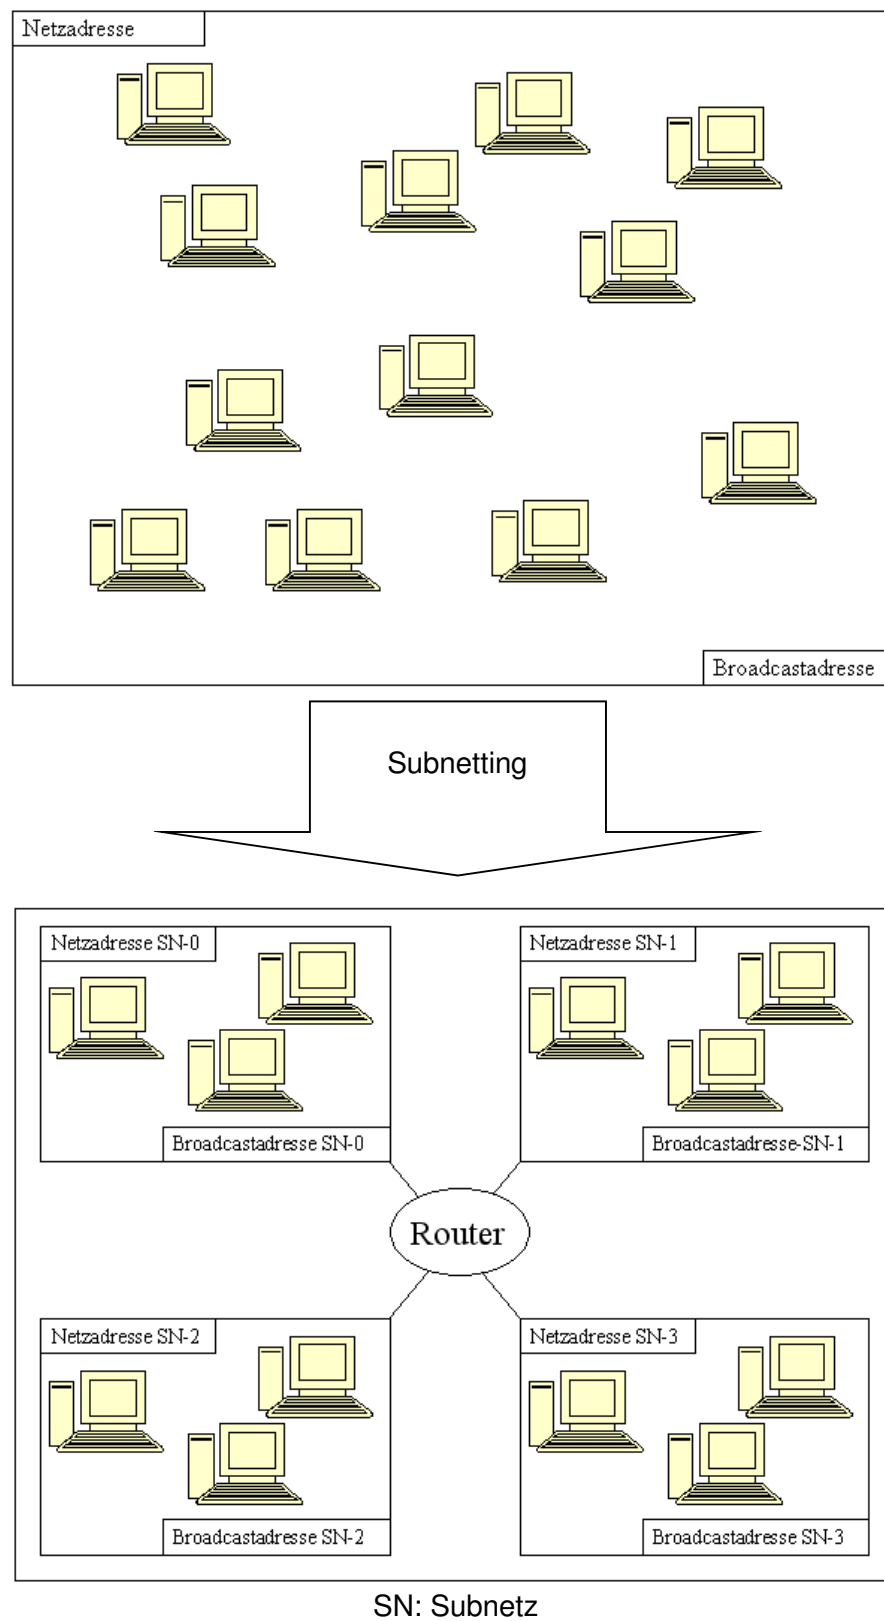 Netzadresse
Broadcastadresse
Subnetting
Netzadresse SN-0
Netzadresse SN-1
Broadcastadresse SN-0
Broadcastadresse-SN-1
Router
Netzadresse SN-2
Netzadresse SN-3
Broadcastadresse SN-2
Broadcastadresse SN-3
SN: Subnetz